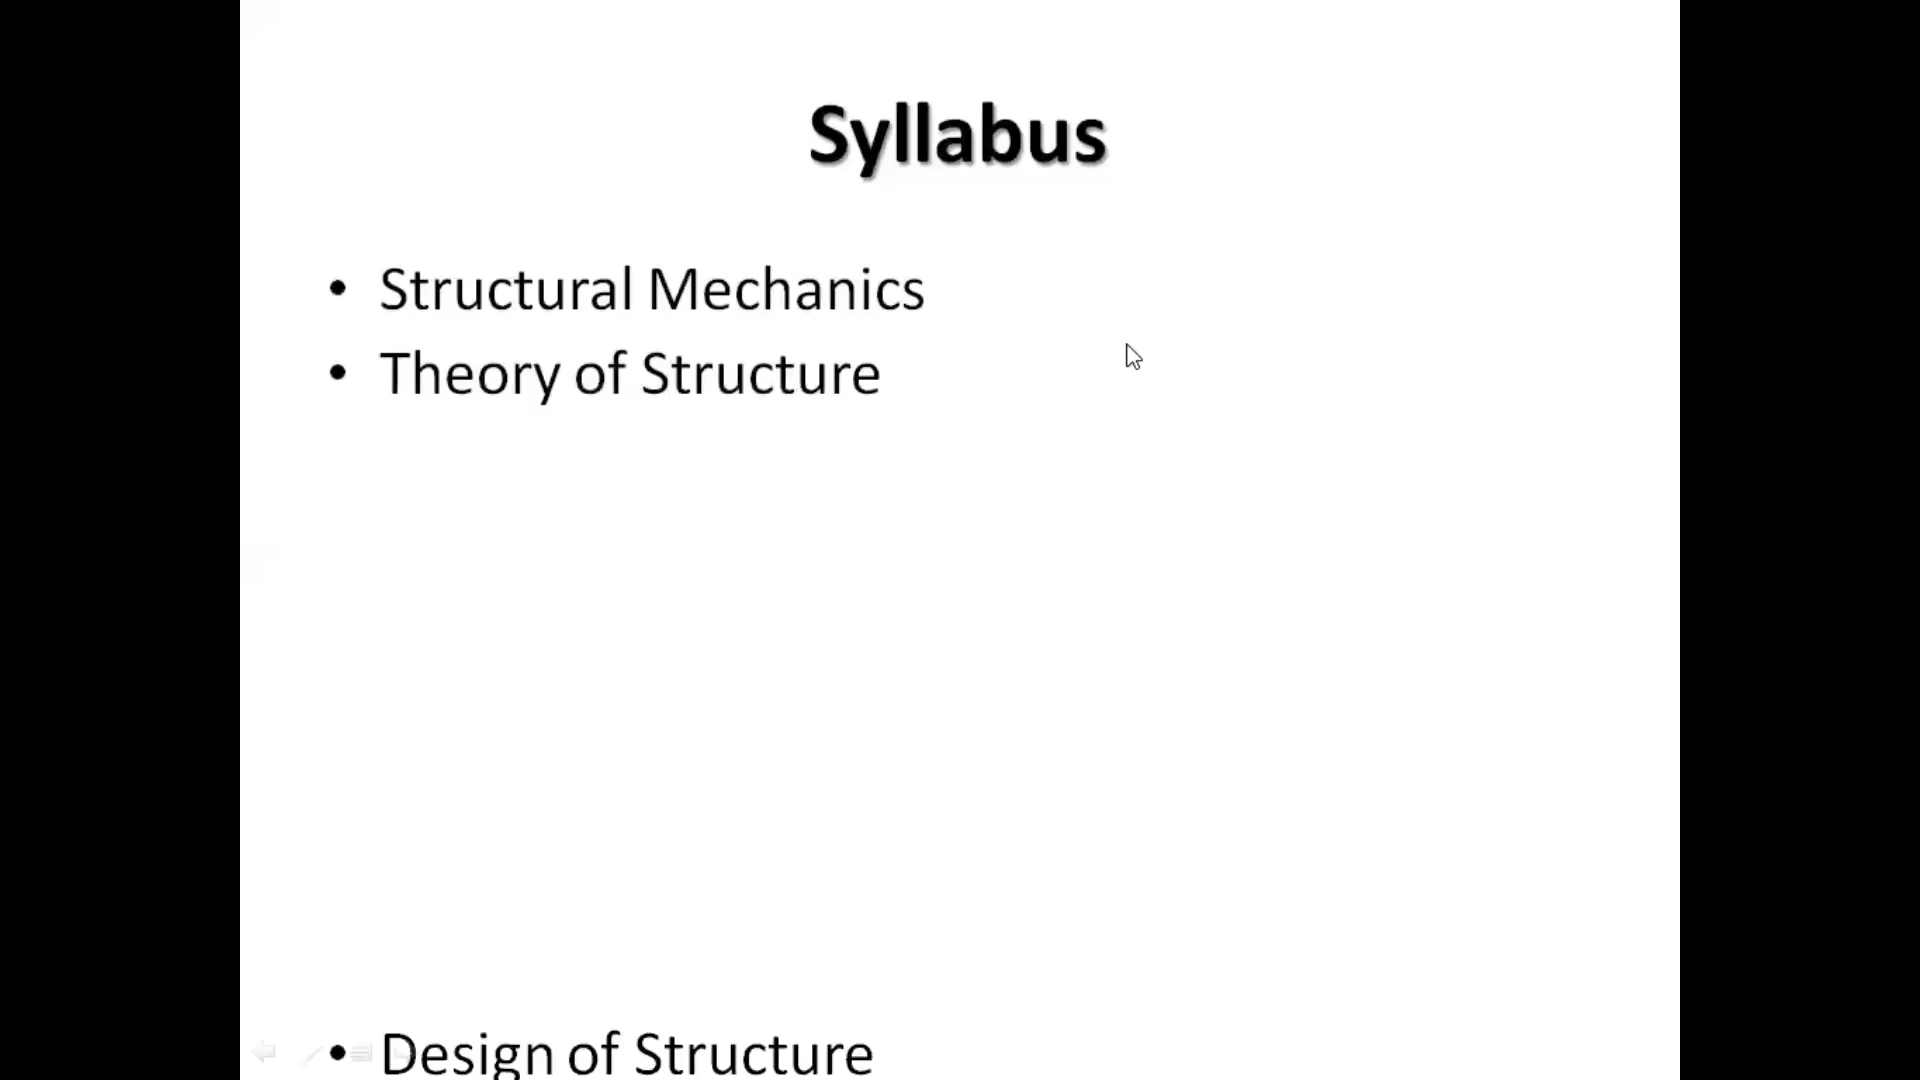 Syllabus
• Structural Mechanics
• Theory of Structure
• Design of Structure